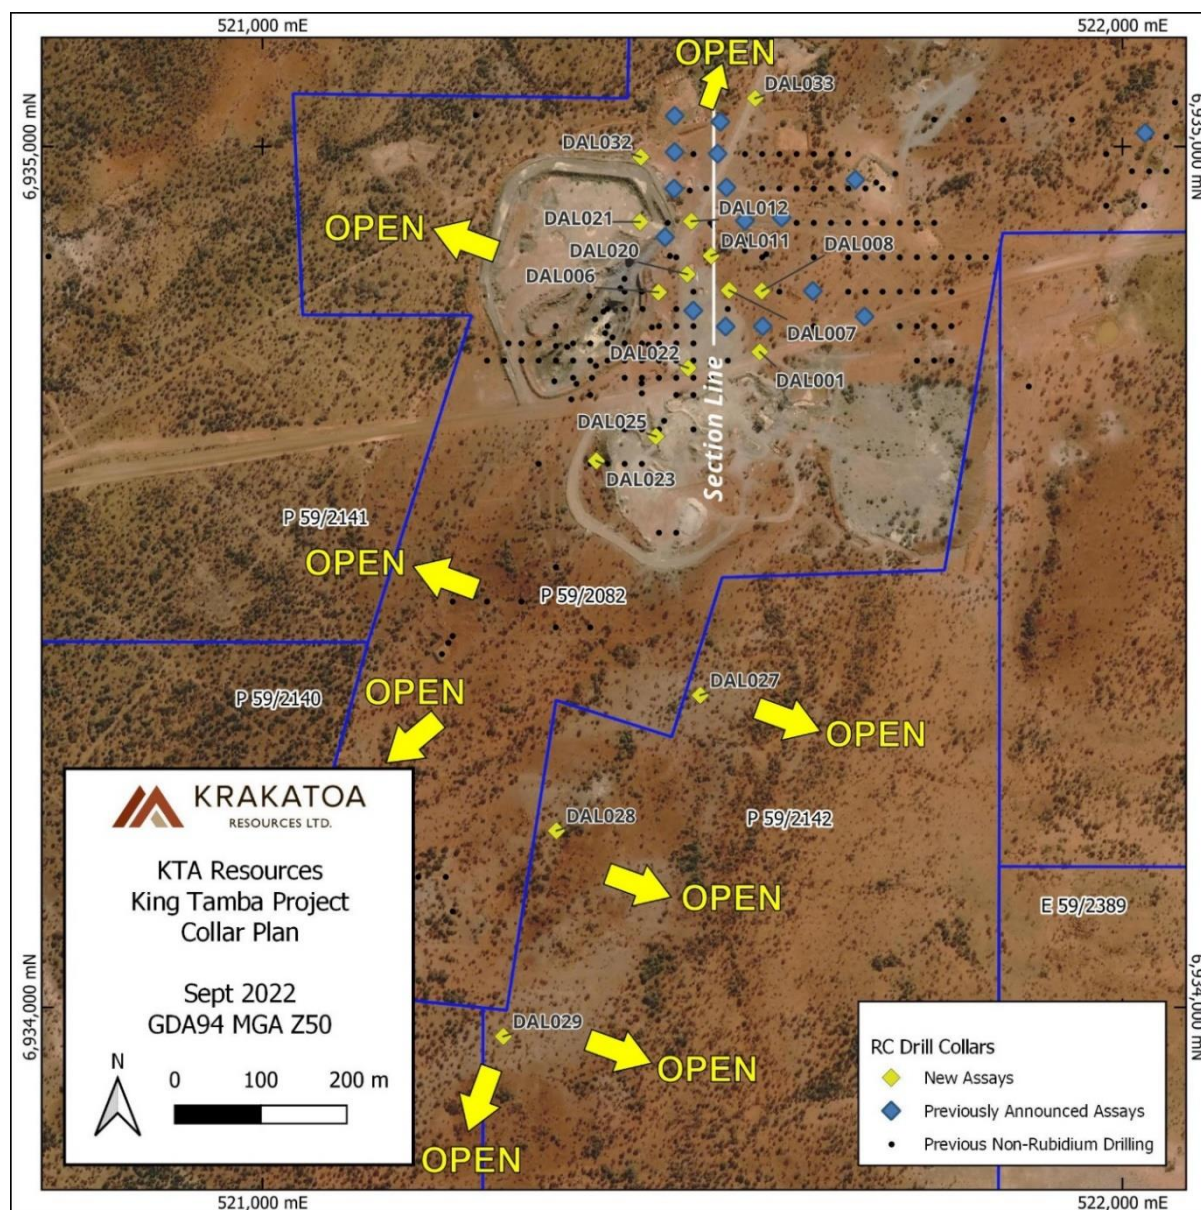 521,000 mE
522,000 mE
6,935,000 mN
6,935,000 mN
OPEN
DAL033
DAL032
OPEN
DAL021
DAL012
DAL011
DAL008
DAL020
DAL006
DAL007
DAL022
DAL001
DAL025
DAL023
Section Line
P 59/2141
OPEN
P 59/2082
P 59/2140
OPEN
DAL027
OPEN
DAL028
P 59/2142
OPEN
E 59/2389
6,934,000 mN
6,934,000 mN
DAL029
OPEN
OPEN
KRAKATOA
RESOURCES LTD.
KTA Resources
King Tamba Project
Collar Plan
Sept 2022
GDA94 MGA Z50
N
0 100 200 m
RC Drill Collars
New Assays
Previously Announced Assays
Previous Non-Rubidium Drilling
521,000 mE
522,000 mE